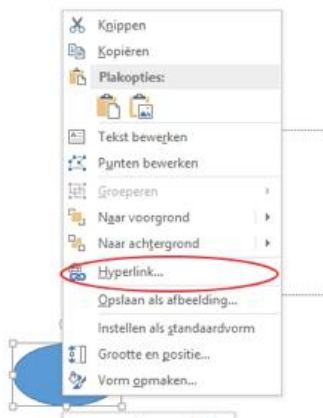 Knippen
Kopiëren
Plakopties:
Tekst bewerken
Punten bewerken
Groeperen
Naar voorgrond
Naar achtergrond
Hyperlink...
Opslaan als afbeelding...
Instellen als standaardvorm
Grootte en positie...
Vorm opmaken...